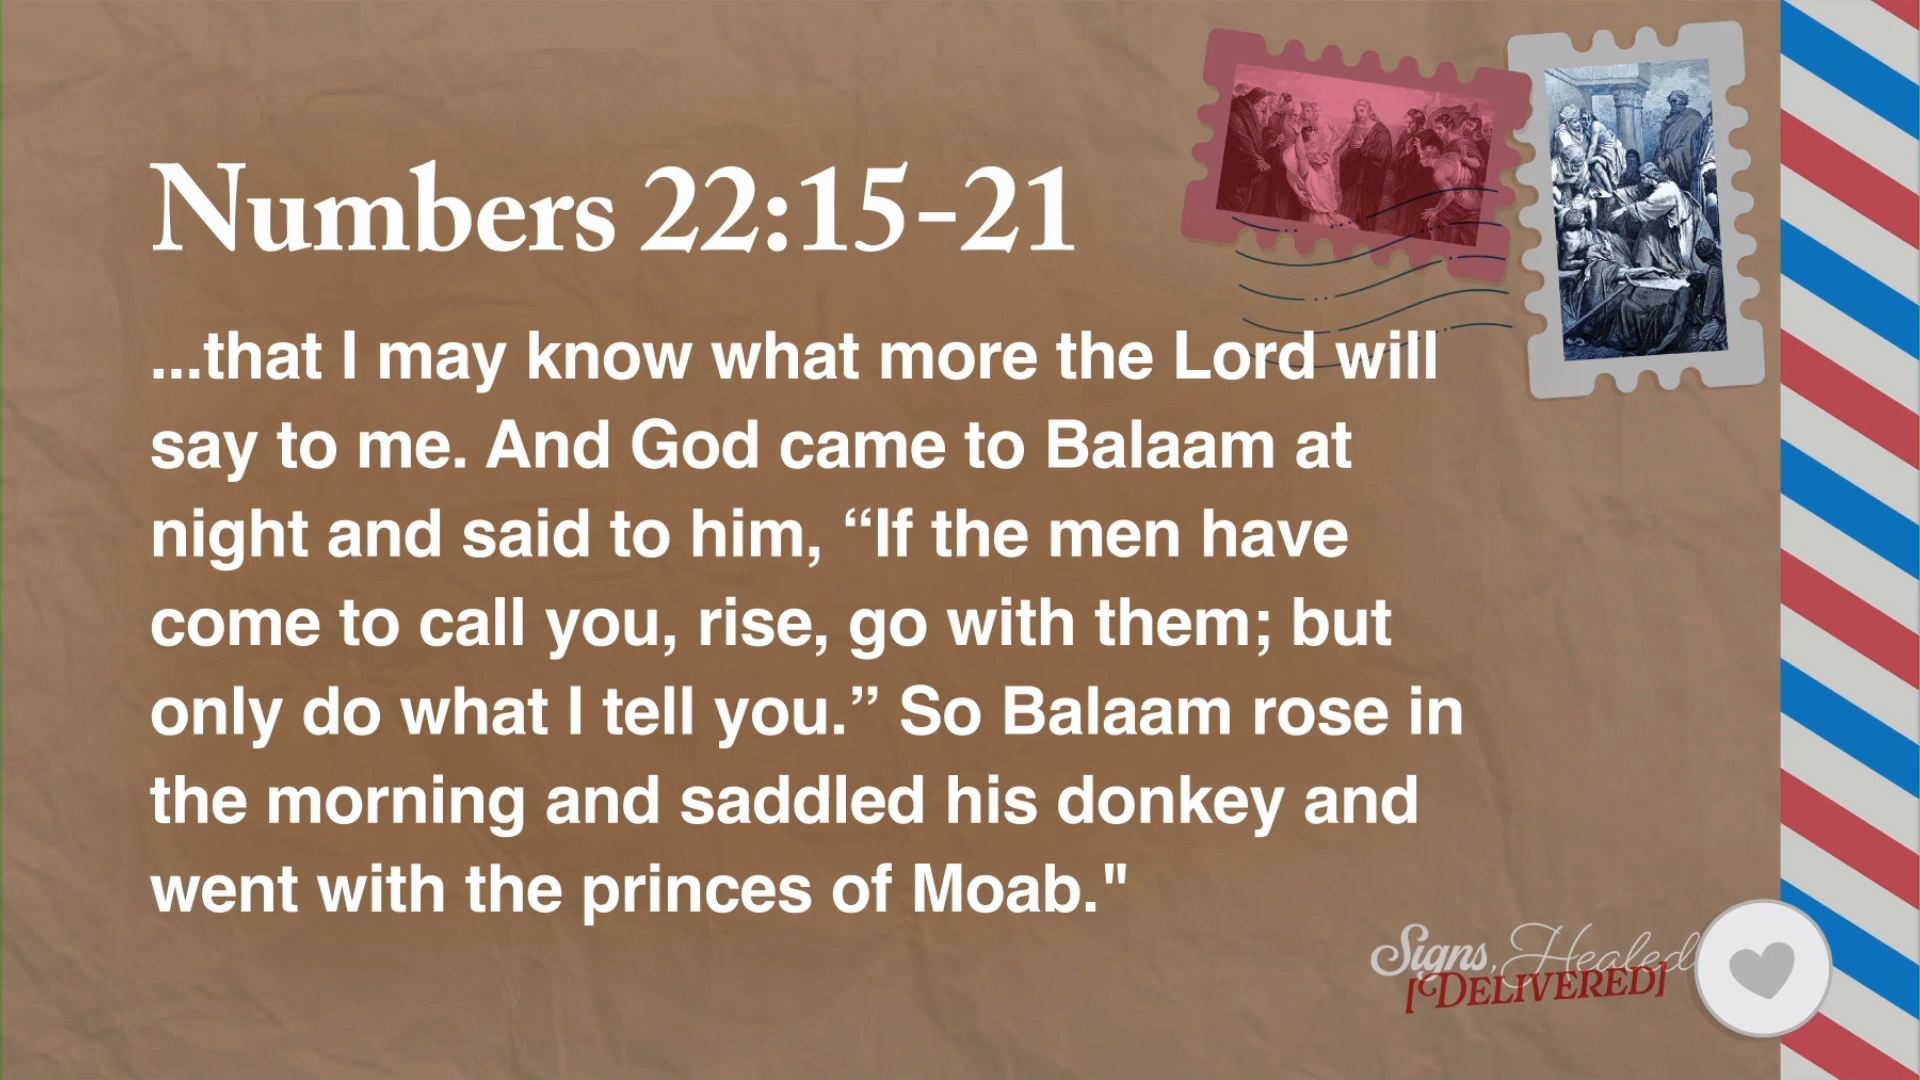 Numbers 22:15-21
...that I may know what more the Lord will
say to me. And God came to Balaam at
night and said to him, “If the men have
come to call you, rise, go with them; but
only do what I tell you.” So Balaam rose in
the morning and saddled his donkey and
went with the princes of Moab."
Signs, Healed
[DELIVERED]